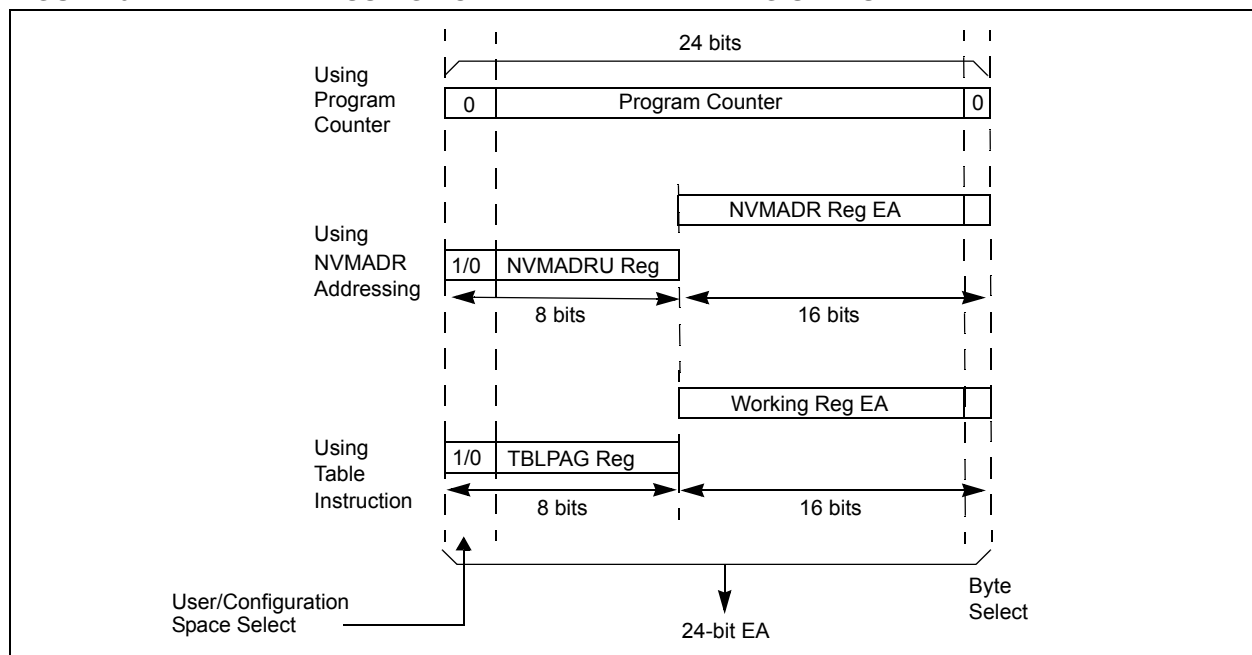 24 bits
Using
Program
Counter
0
Program Counter
0
NVMADR Reg EA
Using
NVMADR
Addressing
1/0
NVMADRU Reg
8 bits
16 bits
Working Reg EA
Using
Table
Instruction
1/0
TBLPAG Reg
8 bits
16 bits
User/Configuration
Space Select
24-bit EA
Byte
Select